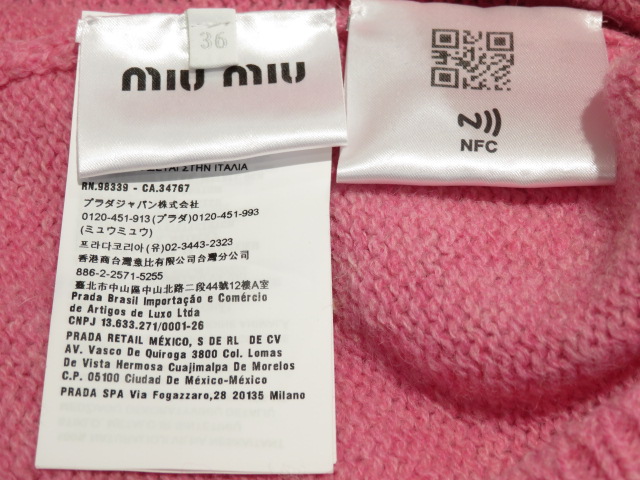 36
miu miu
NFC
ΣΤΗΝ ΙΤΑΛΙΑ
RN.98339 - CA.34767
プラダジャパン株式会社
0120-451-913(プラダ)0120-451-993
(ミュウミュウ)
프라다코리아(유)02-3443-2323
香港商台灣意比有限公司台灣分公司
886-2-2571-5255
臺北市中山區中山北路二段44號12樓A室
Prada Brasil Importação e Comércio
de Artigos de Luxo Ltda
CNPJ 13.633.271/0001-26
PRADA RETAIL MÉXICO, S DE RL DE CV
AV. Vasco De Quiroga 3800 Col. Lomas
De Vista Hermosa Cuajimalpa De Morelos
C.P. 05100 Ciudad De México-México
PRADA SPA Via Fogazzaro,28 20135 Milano